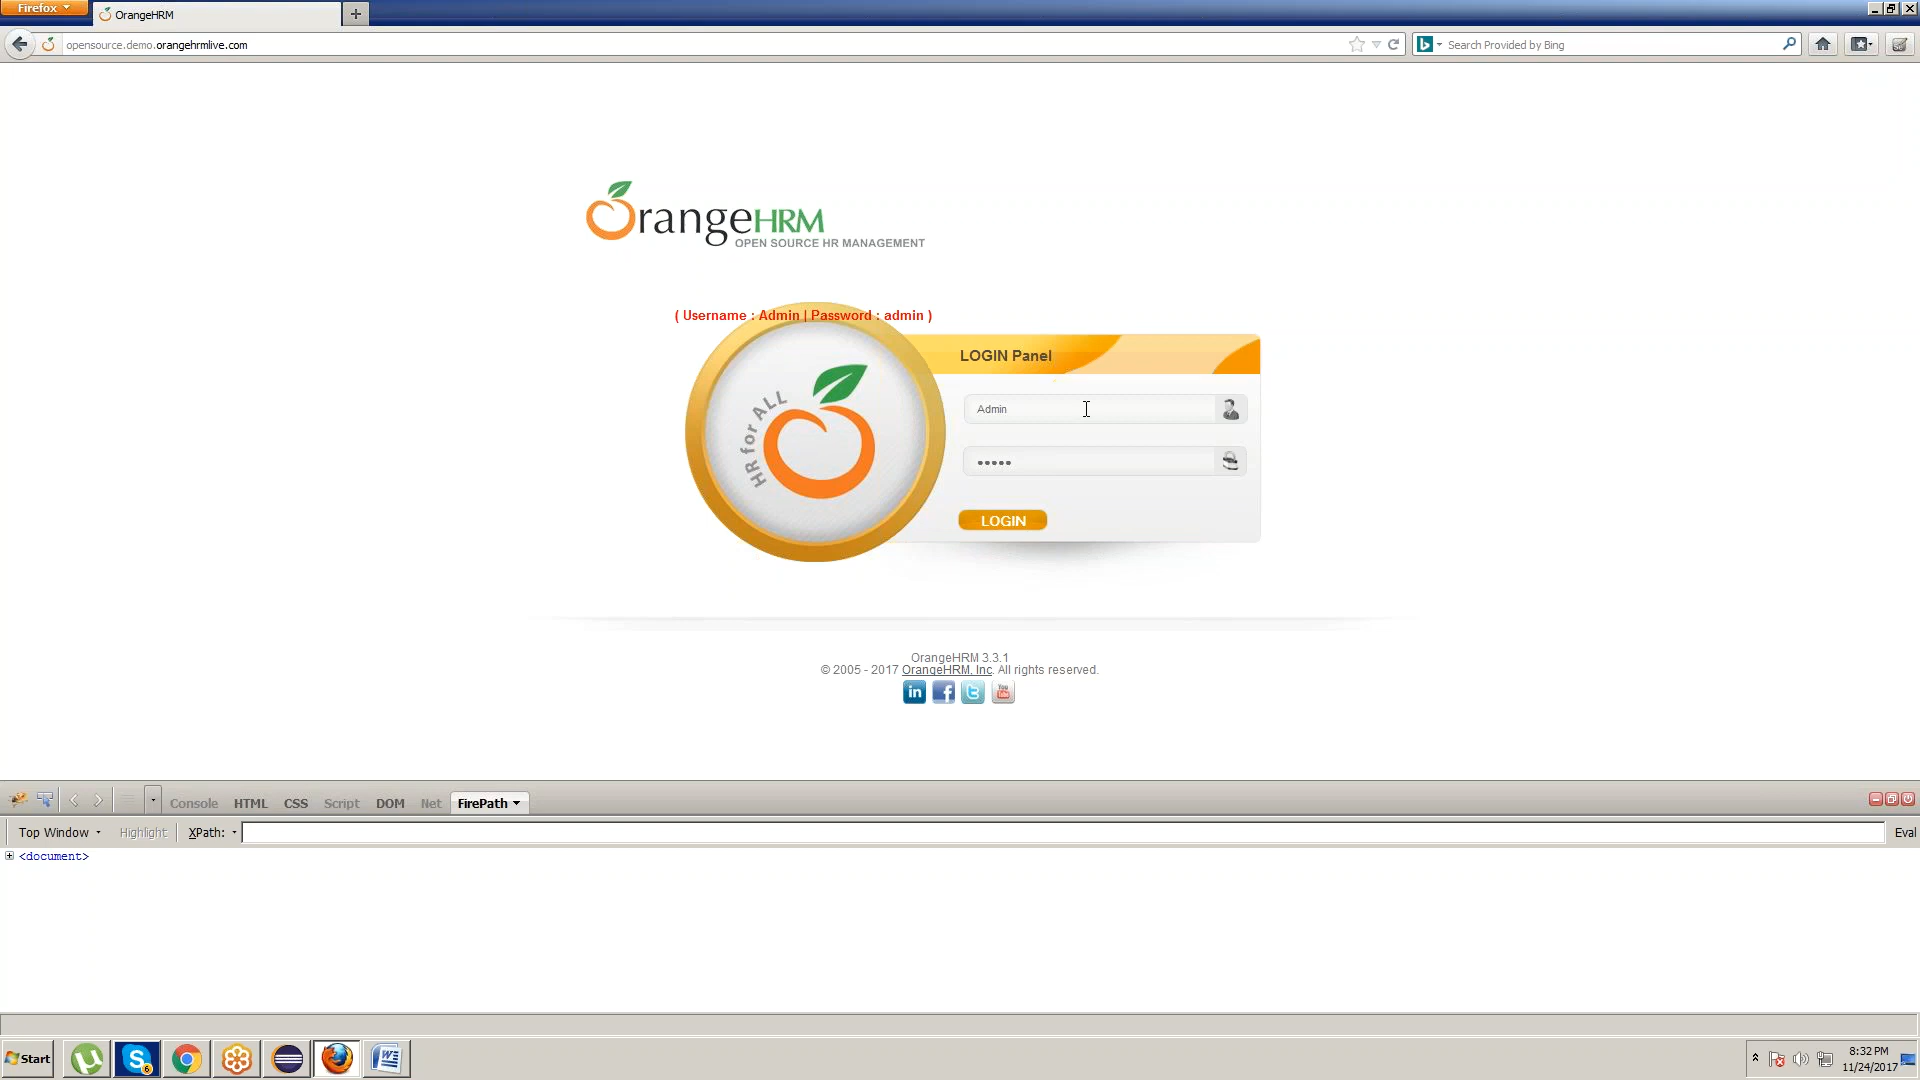 Firefox
OrangeHRM
opensource.demo.orangehrmlive.com
Search Provided by Bing
OrangeHRM
OPEN SOURCE HR MANAGEMENT
( Username : Admin | Password : admin )
LOGIN Panel
HR for ALL
Admin
•••••
LOGIN
OrangeHRM 3.3.1
© 2005 - 2017 OrangeHRM, Inc. All rights reserved.
in f t You Tube
Console HTML CSS Script DOM Net FirePath
Top Window Highlight XPath: Eval
<document>
Start
8:32 PM
11/24/2017